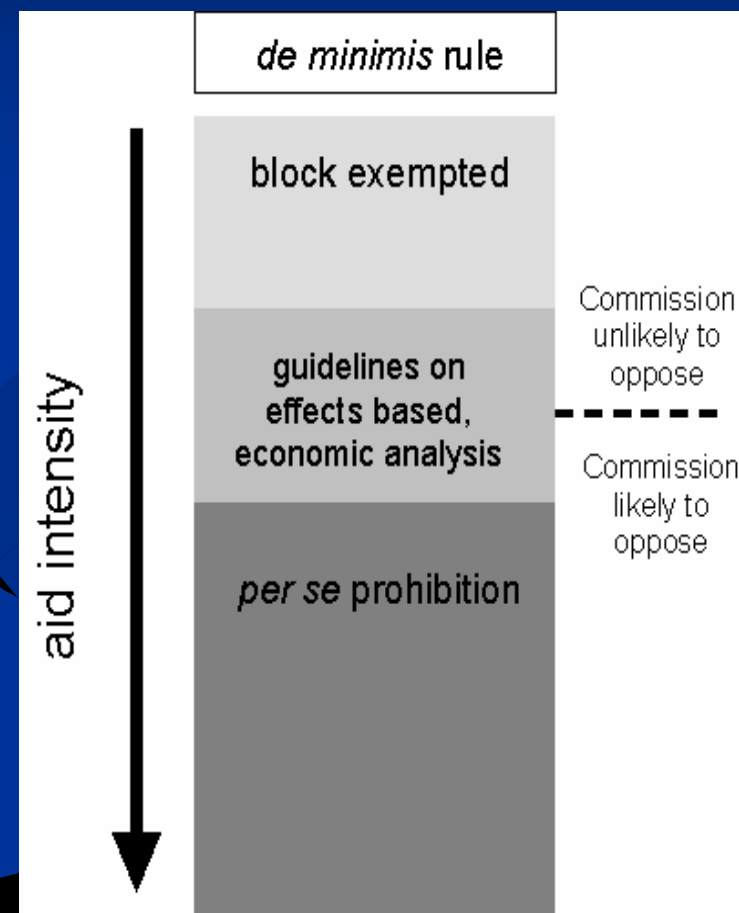 de minimis rule
block exempted
Commission
unlikely to
oppose
guidelines on
effects based,
economic analysis
Commission
likely to
oppose
per se prohibition
aid intensity